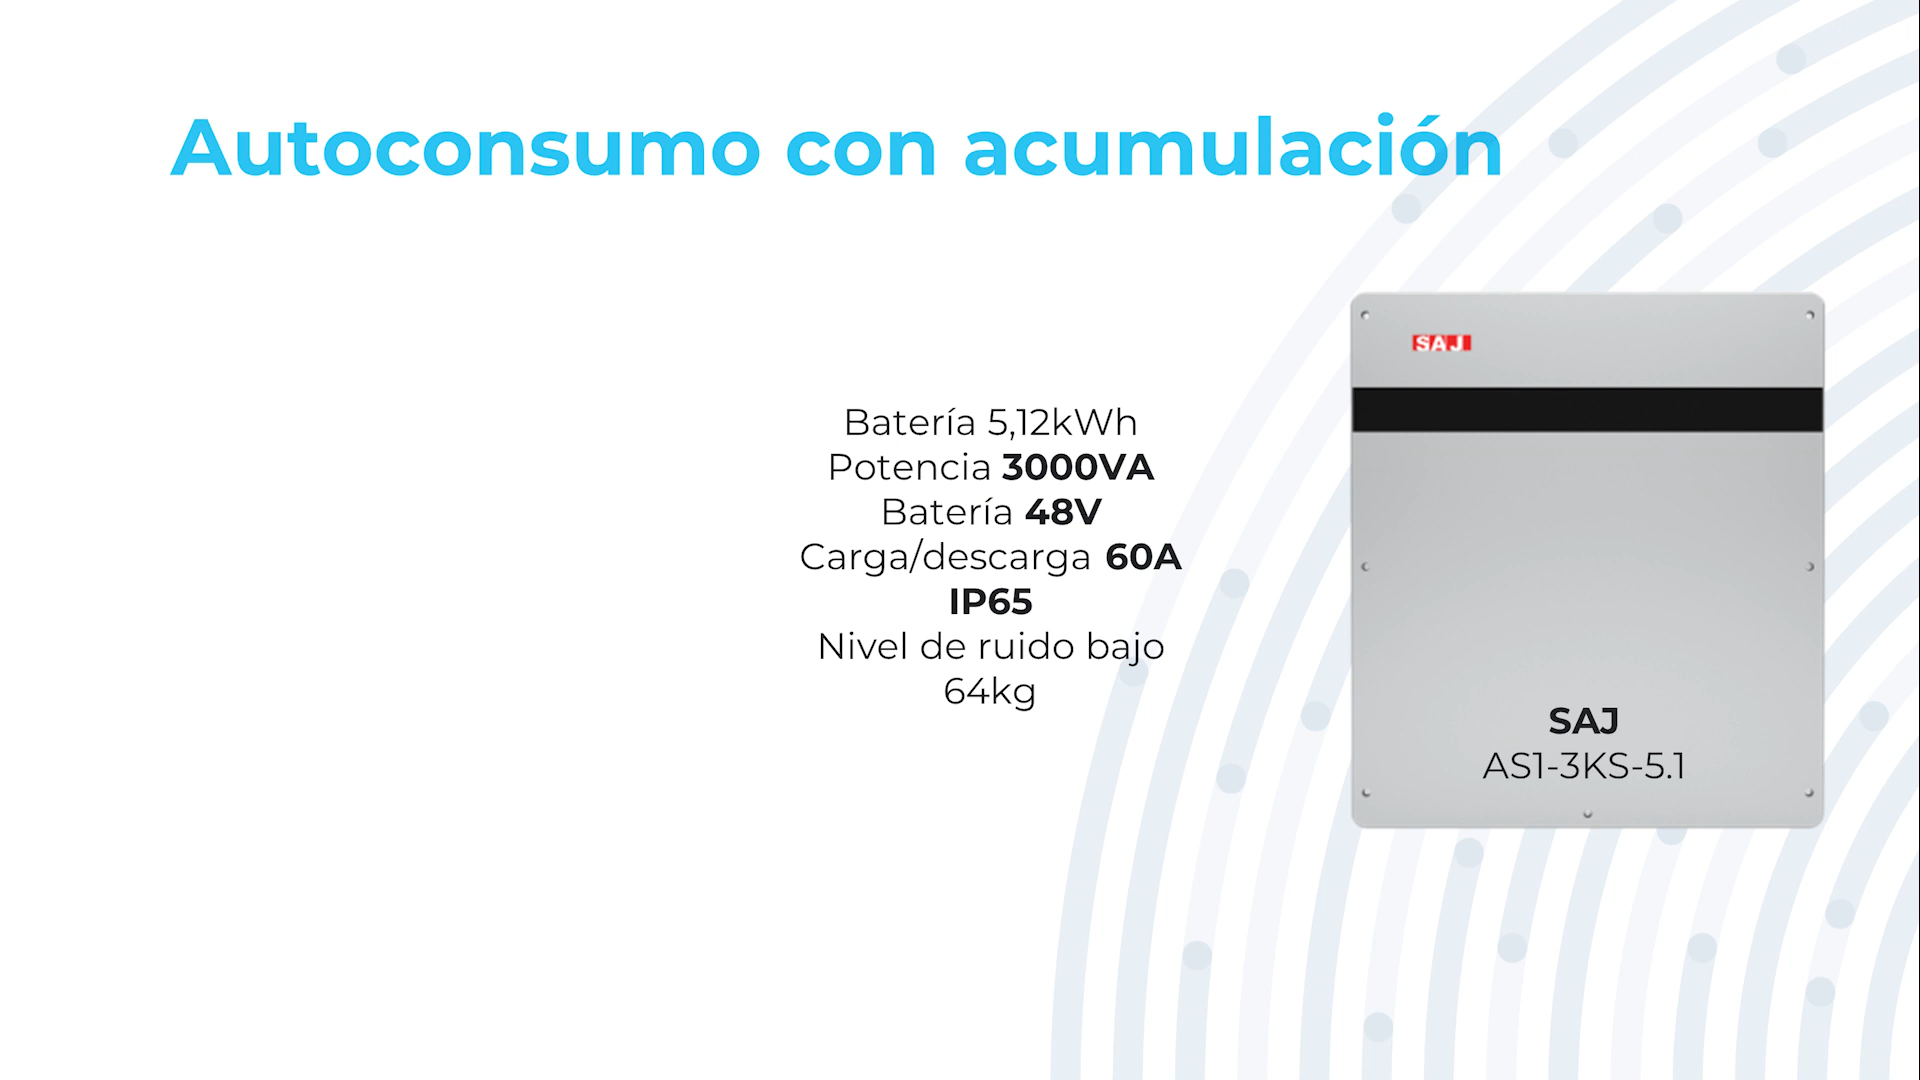 Autoconsumo con acumulación
Batería 5,12kWh
Potencia 3000VA
Batería 48V
Carga/descarga 60A
IP65
Nivel de ruido bajo
64kg
SAJ
SAJ
AS1-3KS-5.1